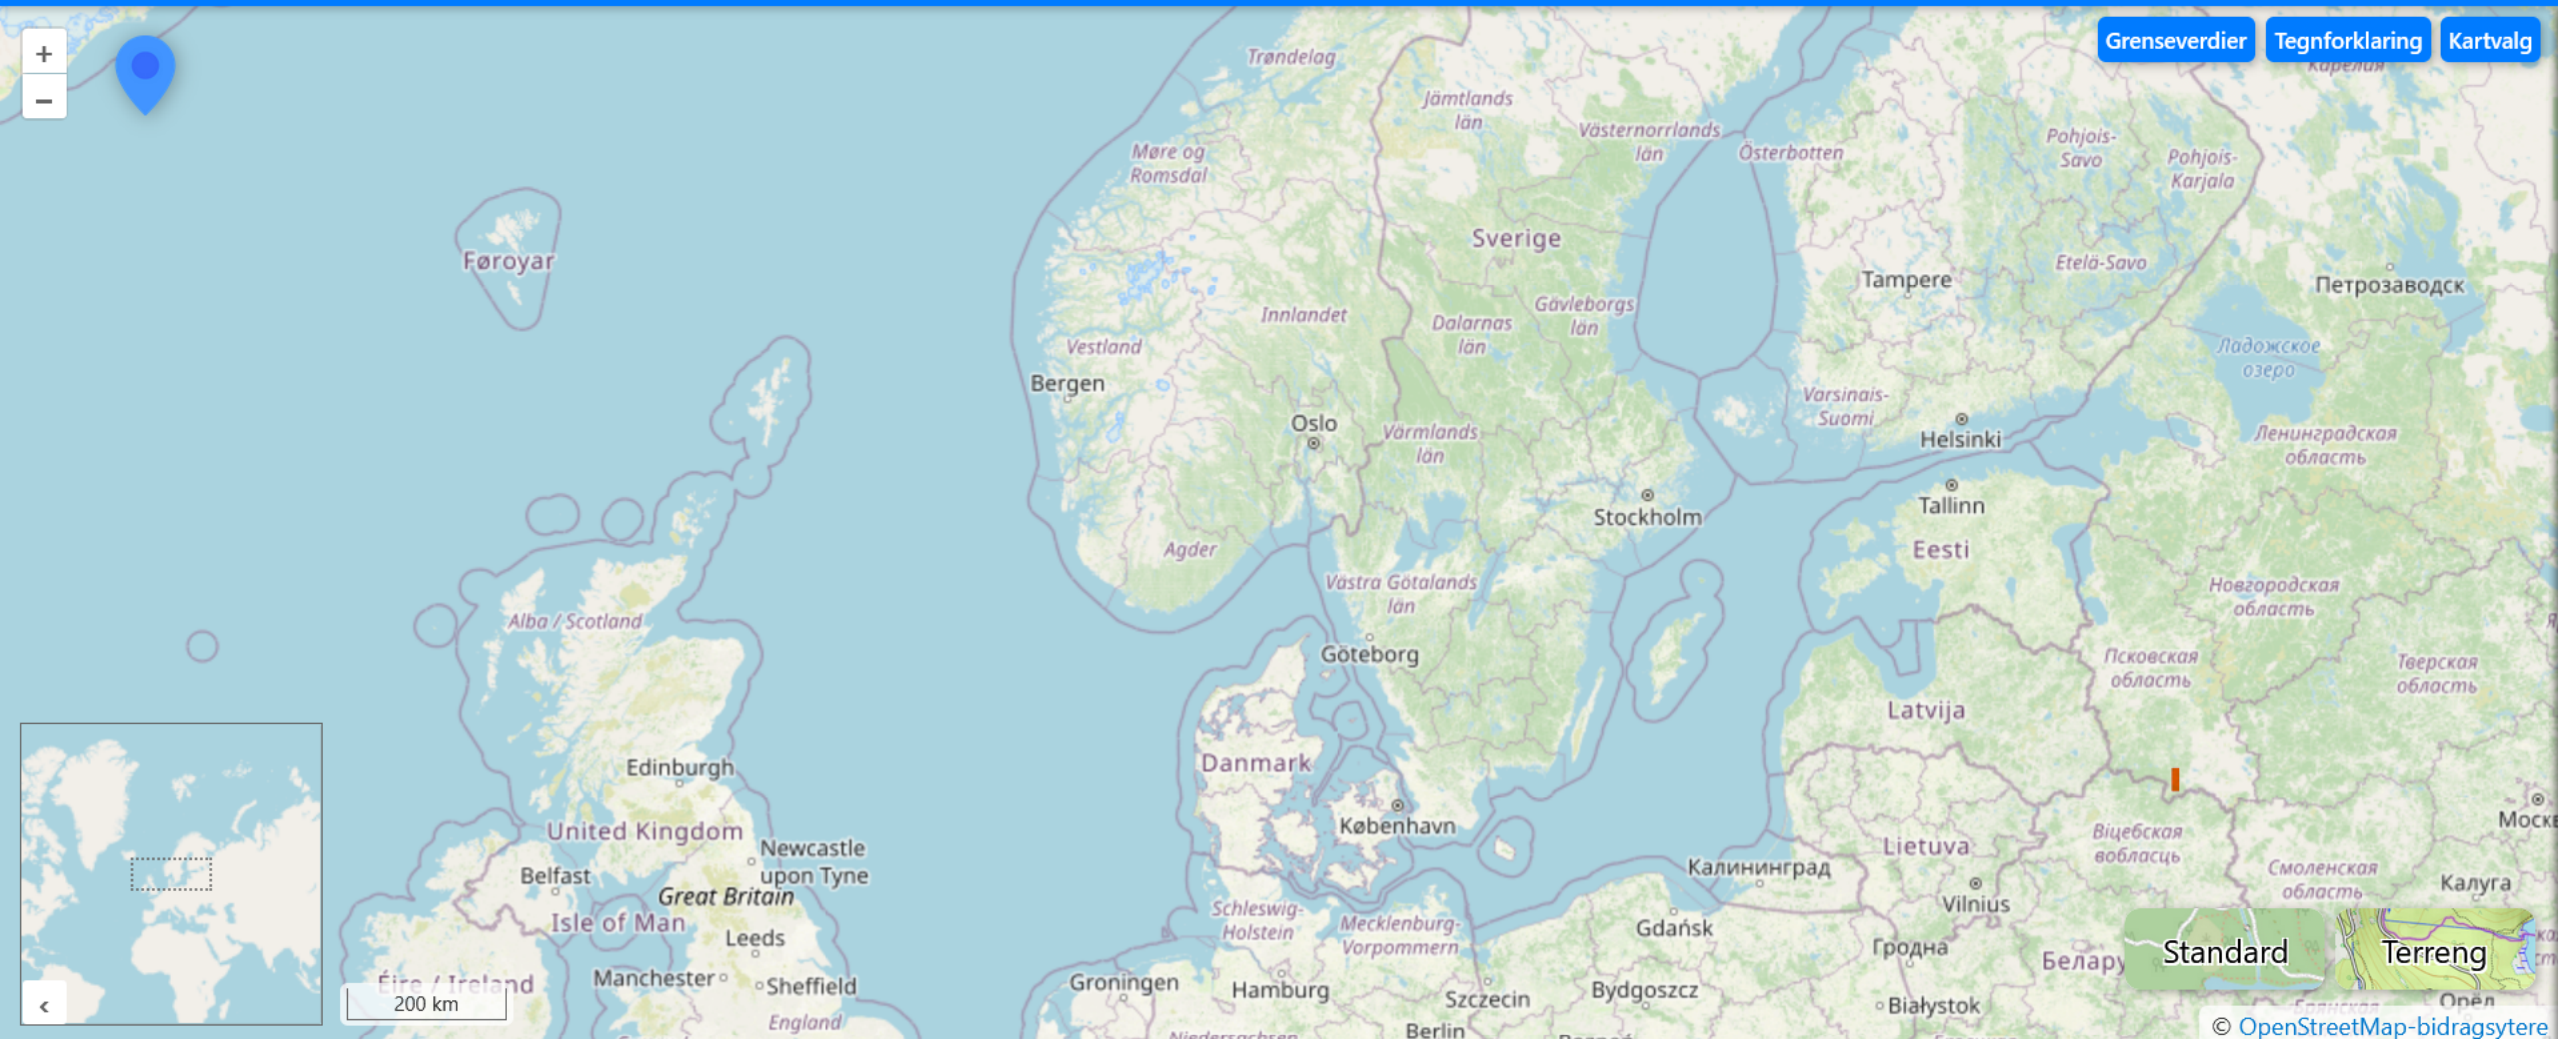 +
−
Grenseverdier
Tegnforklaring
Kartvalg
Карелия
Trøndelag
Jämtlands
län
Västernorrlands
län
Österbotten
Pohjois-
Savo
Pohjois-
Karjala
Møre og
Romsdal
Føroyar
Sverige
Tampere
Etelä-Savo
Петрозаводск
Innlandet
Gävleborgs
län
Dalarnas
län
Vestland
Bergen
Ладожское
озеро
Varsinais-
Suomi
Oslo
Värmlands
län
Helsinki
Ленинградская
область
Stockholm
Tallinn
Agder
Eesti
Västra Götalands
län
Новгородская
область
Alba / Scotland
Göteborg
Псковская
область
Тверская
область
Latvija
Danmark
Edinburgh
København
United Kingdom
Newcastle
upon Tyne
Belfast
Great Britain
Isle of Man
Leeds
Калининград
Lietuva
Віцебская
вобласць
Vilnius
Смоленская
область
Калуга
Schleswig-
Holstein
Mecklenburg-
Vorpommern
Gdańsk
Гродна
Standard
Terreng
Éire / Ireland
Manchester
Sheffield
England
Groningen
Hamburg
Szczecin
Bydgoszcz
Białystok
Berlin
Niedersachsen
Орёл
‹
200 km
© OpenStreetMap-bidragsytere